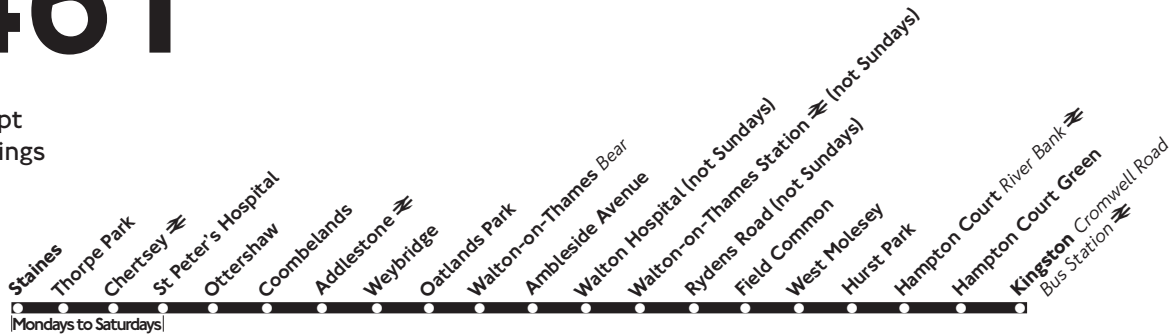 461
pt
ings
Staines
Thorpe Park
Chertsey
St Peter's Hospital
Ottershaw
Coombelands
Addlestone
Weybridge
Oatlands Park
Walton-on-Thames Bear
Ambleside Avenue
Walton Hospital (not Sundays)
Walton-on-Thames Station (not Sundays)
Rydens Road (not Sundays)
Field Common
West Molesey
Hurst Park
Hampton Court River Bank
Hampton Court Green
Kingston Cromwell Road
Bus Station
Mondays to Saturdays